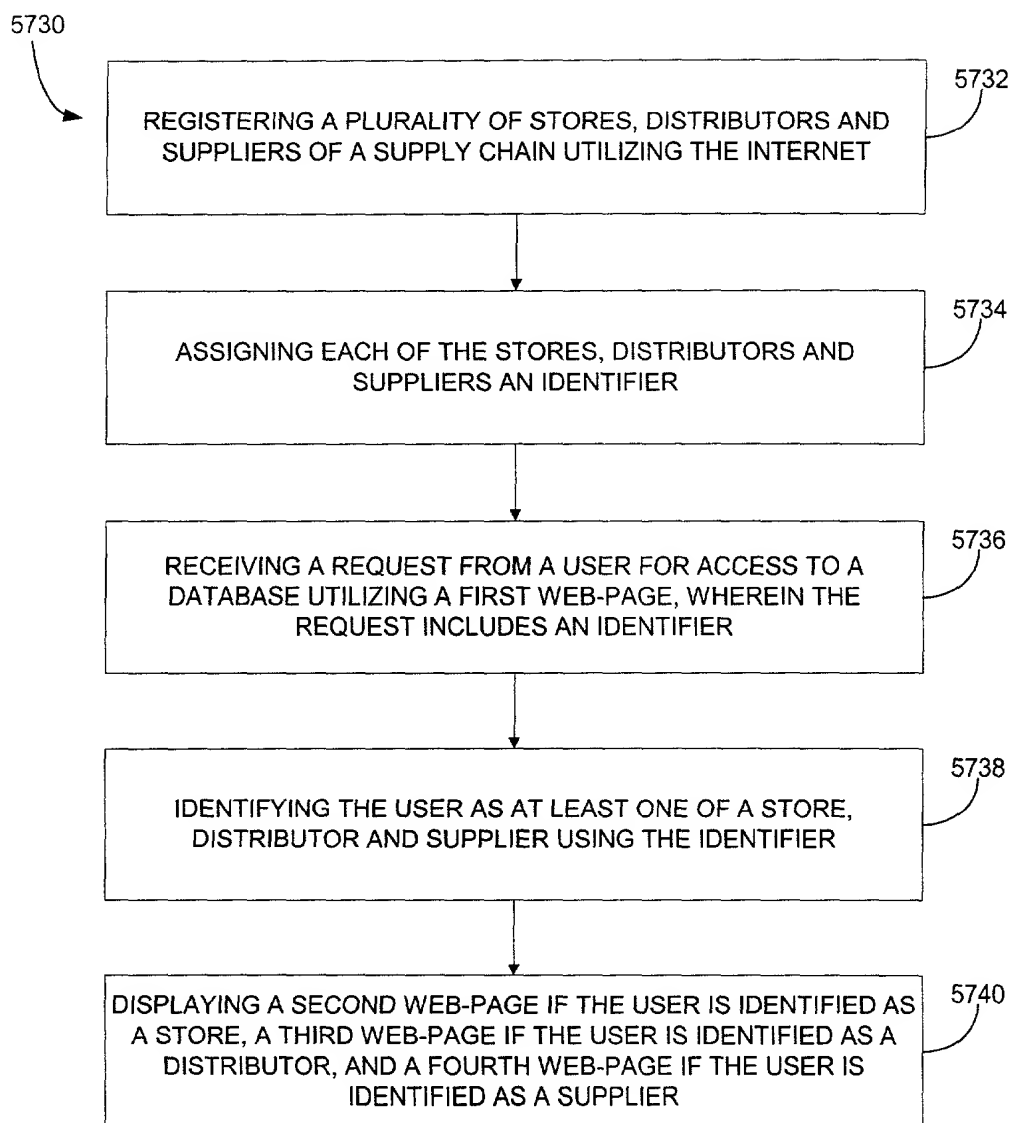 5730
5732
REGISTERING A PLURALITY OF STORES, DISTRIBUTORS AND
SUPPLIERS OF A SUPPLY CHAIN UTILIZING THE INTERNET
5734
ASSIGNING EACH OF THE STORES, DISTRIBUTORS AND
SUPPLIERS AN IDENTIFIER
5736
RECEIVING A REQUEST FROM A USER FOR ACCESS TO A
DATABASE UTILIZING A FIRST WEB-PAGE, WHEREIN THE
REQUEST INCLUDES AN IDENTIFIER
5738
IDENTIFYING THE USER AS AT LEAST ONE OF A STORE,
DISTRIBUTOR AND SUPPLIER USING THE IDENTIFIER
5740
DISPLAYING A SECOND WEB-PAGE IF THE USER IS IDENTIFIED AS
A STORE, A THIRD WEB-PAGE IF THE USER IS IDENTIFIED AS A
DISTRIBUTOR, AND A FOURTH WEB-PAGE IF THE USER IS
IDENTIFIED AS A SUPPLIER